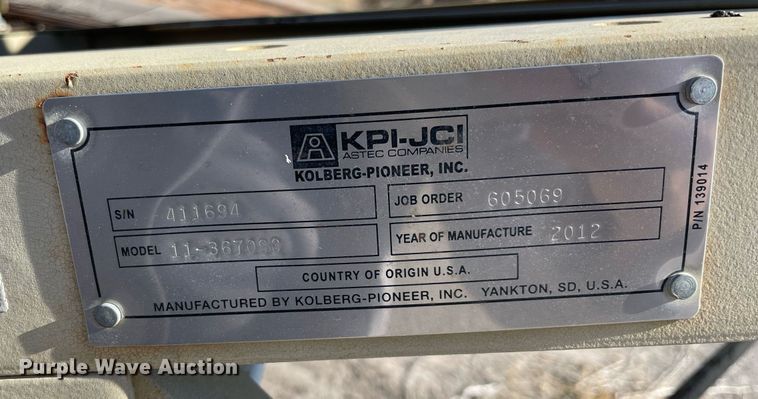 KPI-JCI
ASTEC COMPANIES
KOLBERG-PIONEER, INC.
S/N 411694
JOB ORDER 605069
MODEL
YEAR OF MANUFACTURE 2012
COUNTRY OF ORIGIN U.S.A.
MANUFACTURED BY KOLBERG-PIONEER, INC. YANKTON, SD, U.S.A.
P/N 139014
Purple Wave Auction